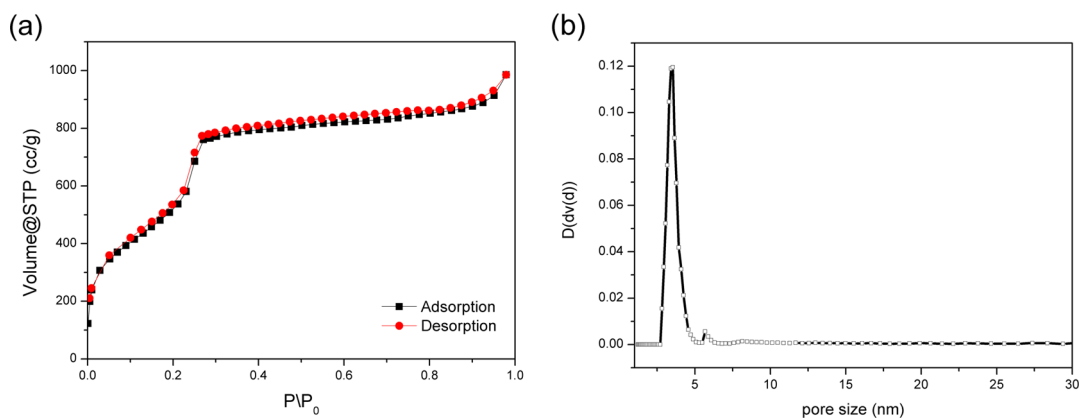 (a)
Volume@STP (cc/g)
1000
800
600
400
200
0
0.0 0.2 0.4 0.6 0.8 1.0
P\P₀
Adsorption
Desorption
(b)
D(dv(d))
0.12
0.10
0.08
0.06
0.04
0.02
0.00
5 10 15 20 25 30
pore size (nm)